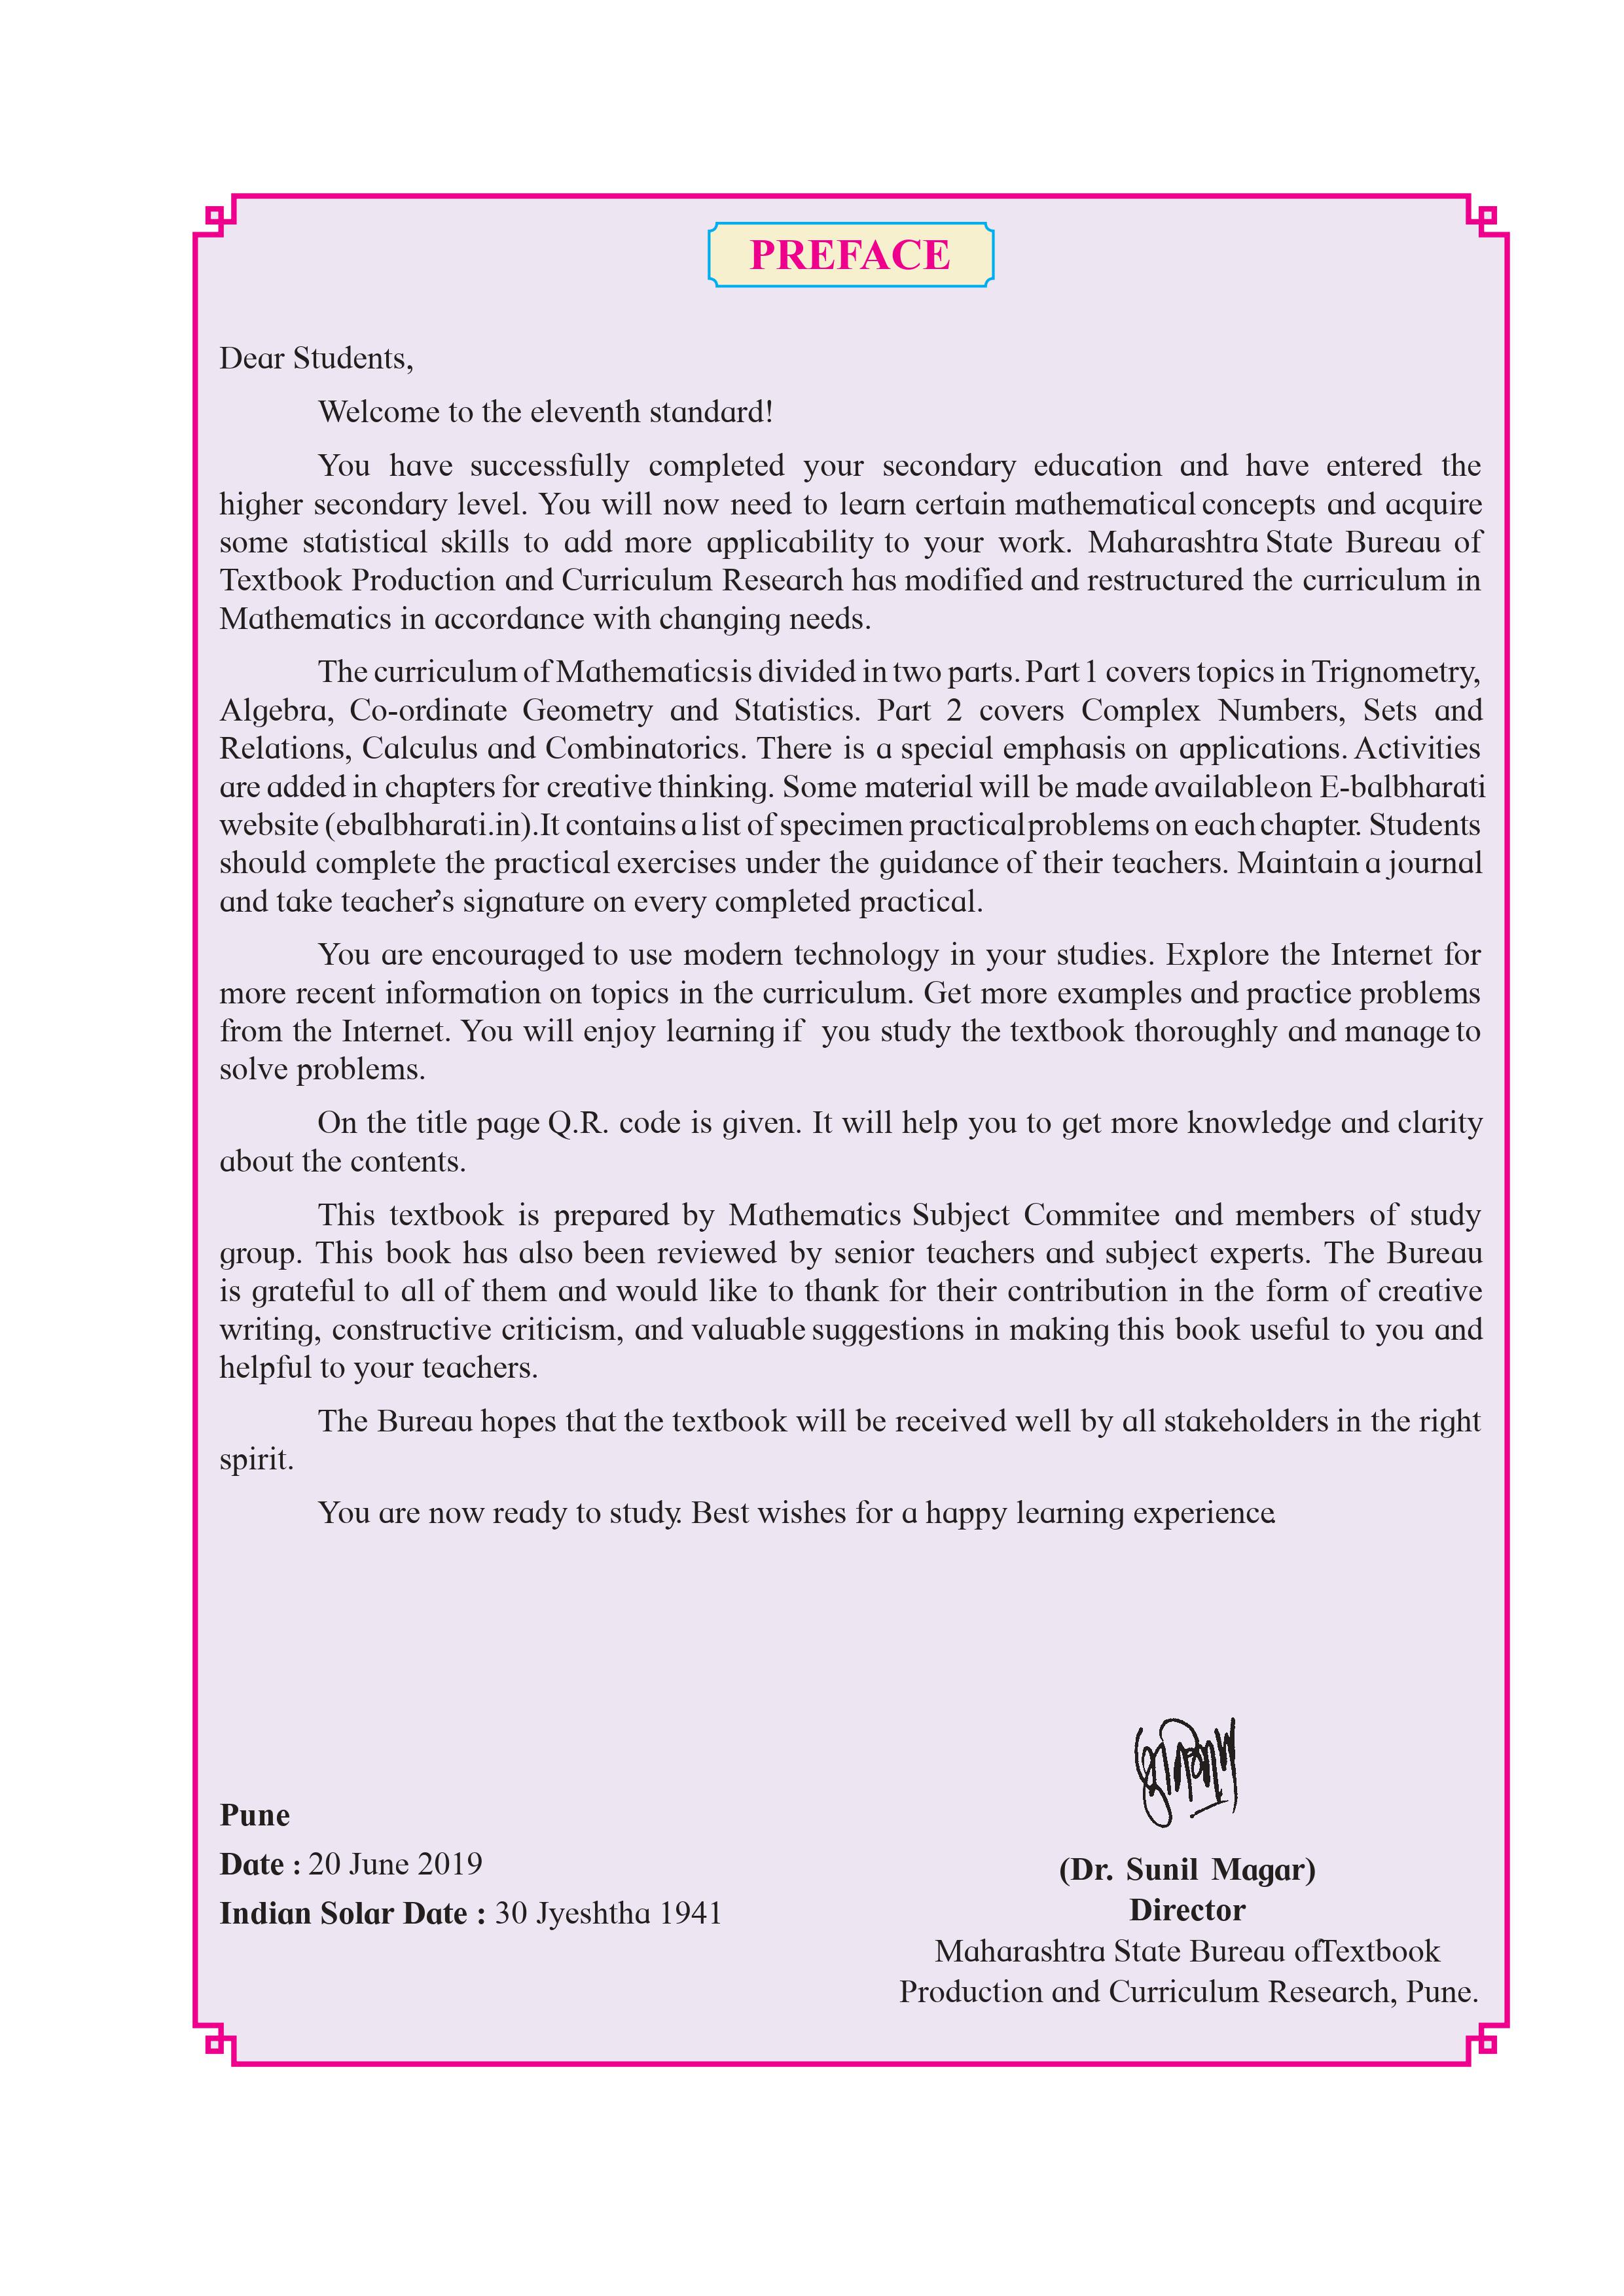 PREFACE
Dear Students,
Welcome to the eleventh standard!
You have successfully completed your secondary education and have entered the
higher secondary level. You will now need to learn certain mathematical concepts and acquire
some statistical skills to add more applicability to your work. Maharashtra State Bureau of
Textbook Production and Curriculum Research has modified and restructured the curriculum in
Mathematics in accordance with changing needs.
The curriculum of Mathematicsis divided in two parts. Part 1 covers topics in Trignometry,
Algebra, Co-ordinate Geometry and Statistics. Part 2 covers Complex Numbers, Sets and
Relations, Calculus and Combinatorics. There is a special emphasis on applications. Activities
are added in chapters for creative thinking. Some material will be made availableon E-balbharati
website (ebalbharati.in).It contains a list of specimen practicalproblems on each chapter. Students
should complete the practical exercises under the guidance of their teachers. Maintain a journal
and take teacher's signature on every completed practical.
You are encouraged to use modern technology in your studies. Explore the Internet for
more recent information on topics in the curriculum. Get more examples and practice problems
from the Internet. You will enjoy learning if you study the textbook thoroughly and manage to
solve problems.
On the title page Q.R. code is given. It will help you to get more knowledge and clarity
about the contents.
This textbook is prepared by Mathematics Subject Commitee and members of study
group. This book has also been reviewed by senior teachers and subject experts. The Bureau
is grateful to all of them and would like to thank for their contribution in the form of creative
writing, constructive criticism, and valuable suggestions in making this book useful to you and
helpful to your teachers.
The Bureau hopes that the textbook will be received well by all stakeholders in the right
spirit.
You are now ready to study. Best wishes for a happy learning experience.
Pune
Date : 20 June 2019
Indian Solar Date : 30 Jyeshtha 1941
(Dr. Sunil Magar)
Director
Maharashtra State Bureau ofTextbook
Production and Curriculum Research, Pune.